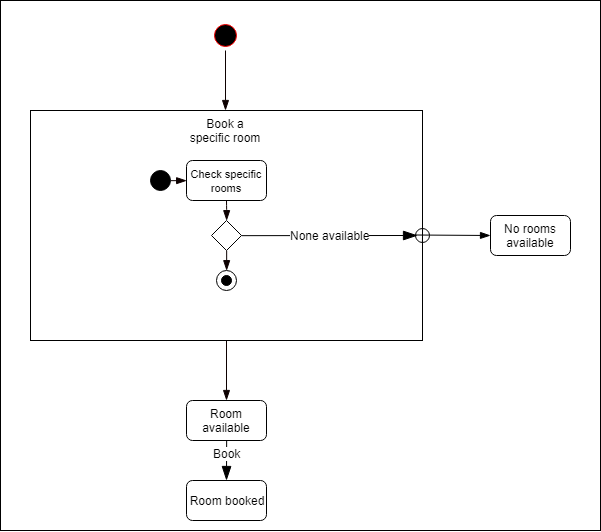 Book a
specific room
Check specific
rooms
None available
No rooms
available
Room
available
Book
Room booked